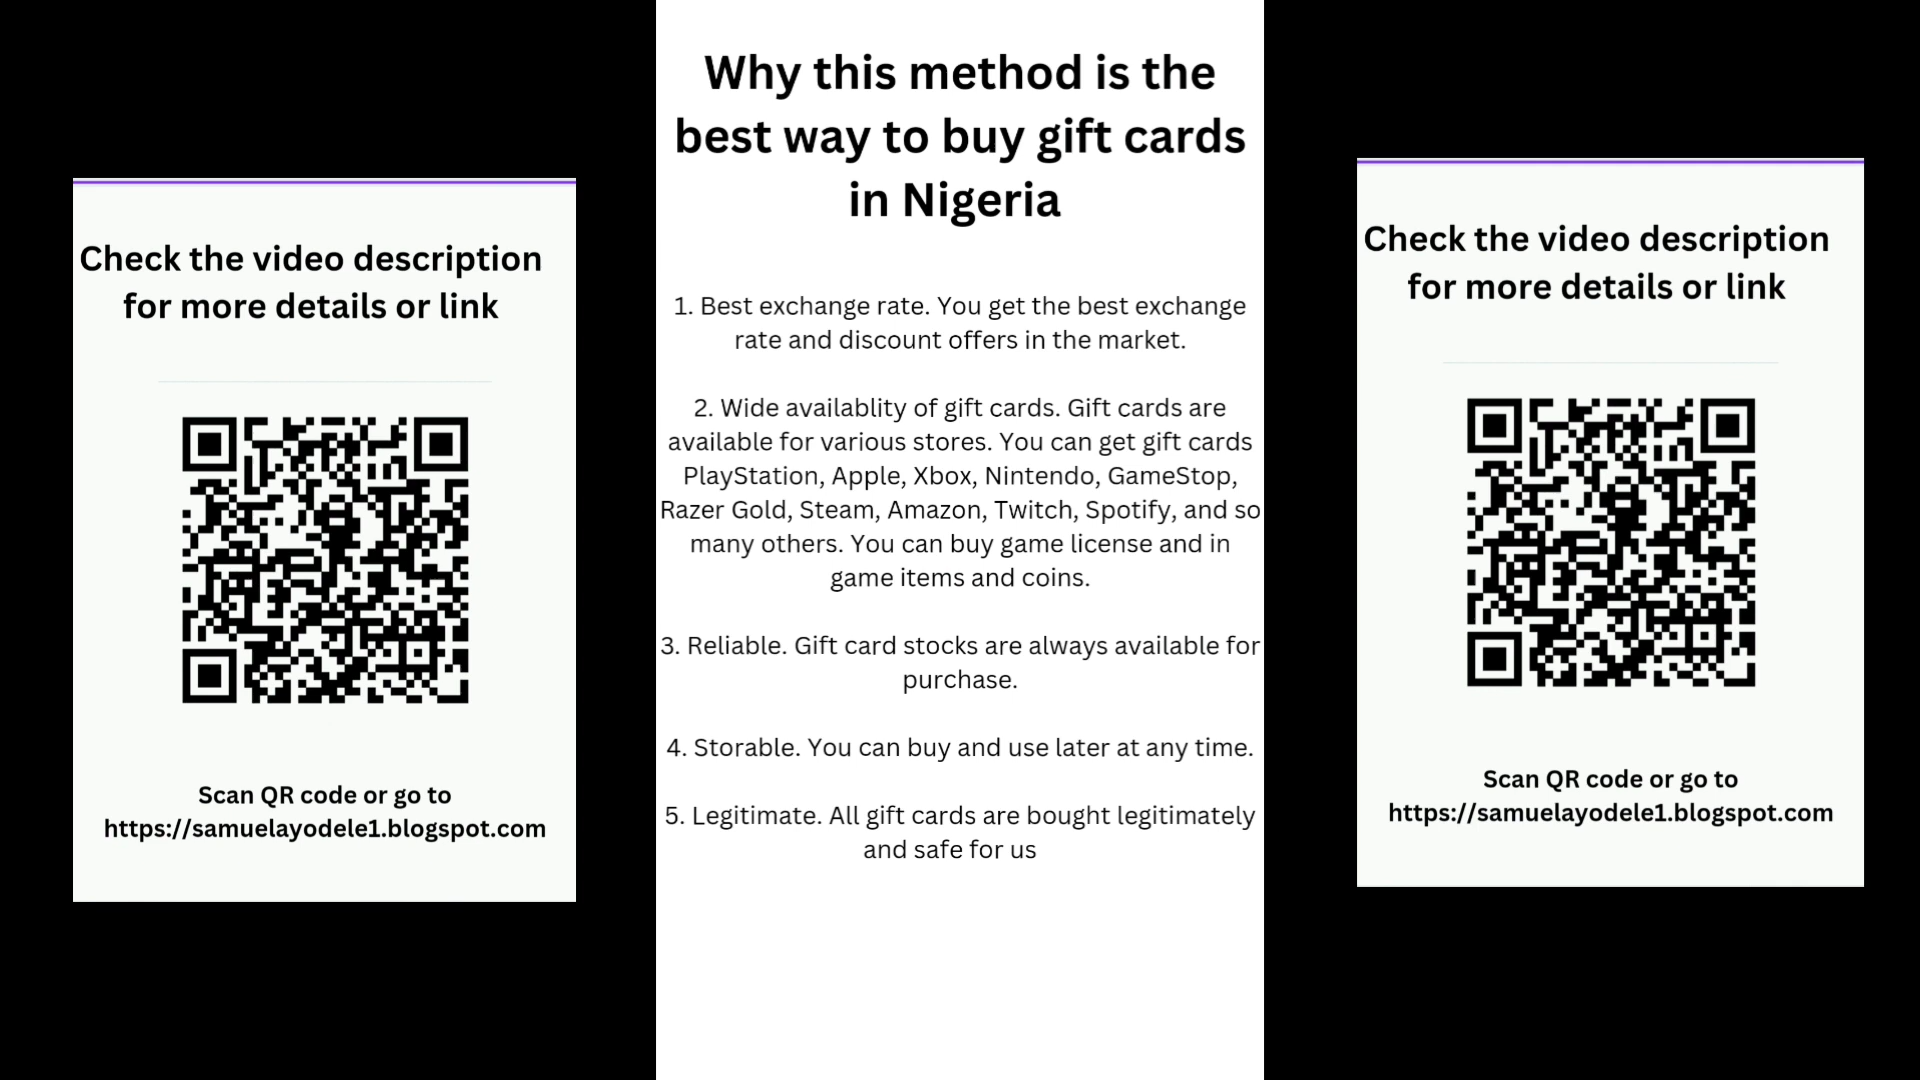 Check the video description
for more details or link
Scan QR code or go to
https://samuelayodele1.blogspot.com
Why this method is the
best way to buy gift cards
in Nigeria
1. Best exchange rate. You get the best exchange
rate and discount offers in the market.
2. Wide availablity of gift cards. Gift cards are
available for various stores. You can get gift cards
PlayStation, Apple, Xbox, Nintendo, GameStop,
Razer Gold, Steam, Amazon, Twitch, Spotify, and so
many others. You can buy game license and in
game items and coins.
3. Reliable. Gift card stocks are always available for
purchase.
4. Storable. You can buy and use later at any time.
5. Legitimate. All gift cards are bought legitimately
and safe for us
Check the video description
for more details or link
Scan QR code or go to
https://samuelayodele1.blogspot.com